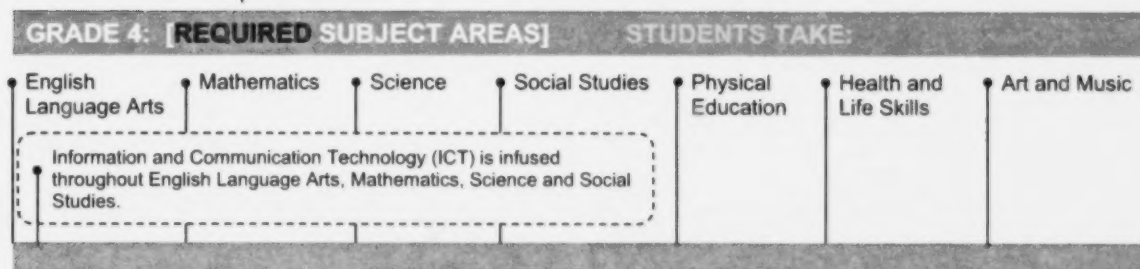 GRADE 4: [REQUIRED SUBJECT AREAS] STUDENTS TAKE:
English
Language Arts
Mathematics
Science
Social Studies
Physical
Education
Health and
Life Skills
Art and Music
Information and Communication Technology (ICT) is infused
throughout English Language Arts, Mathematics, Science and Social
Studies.